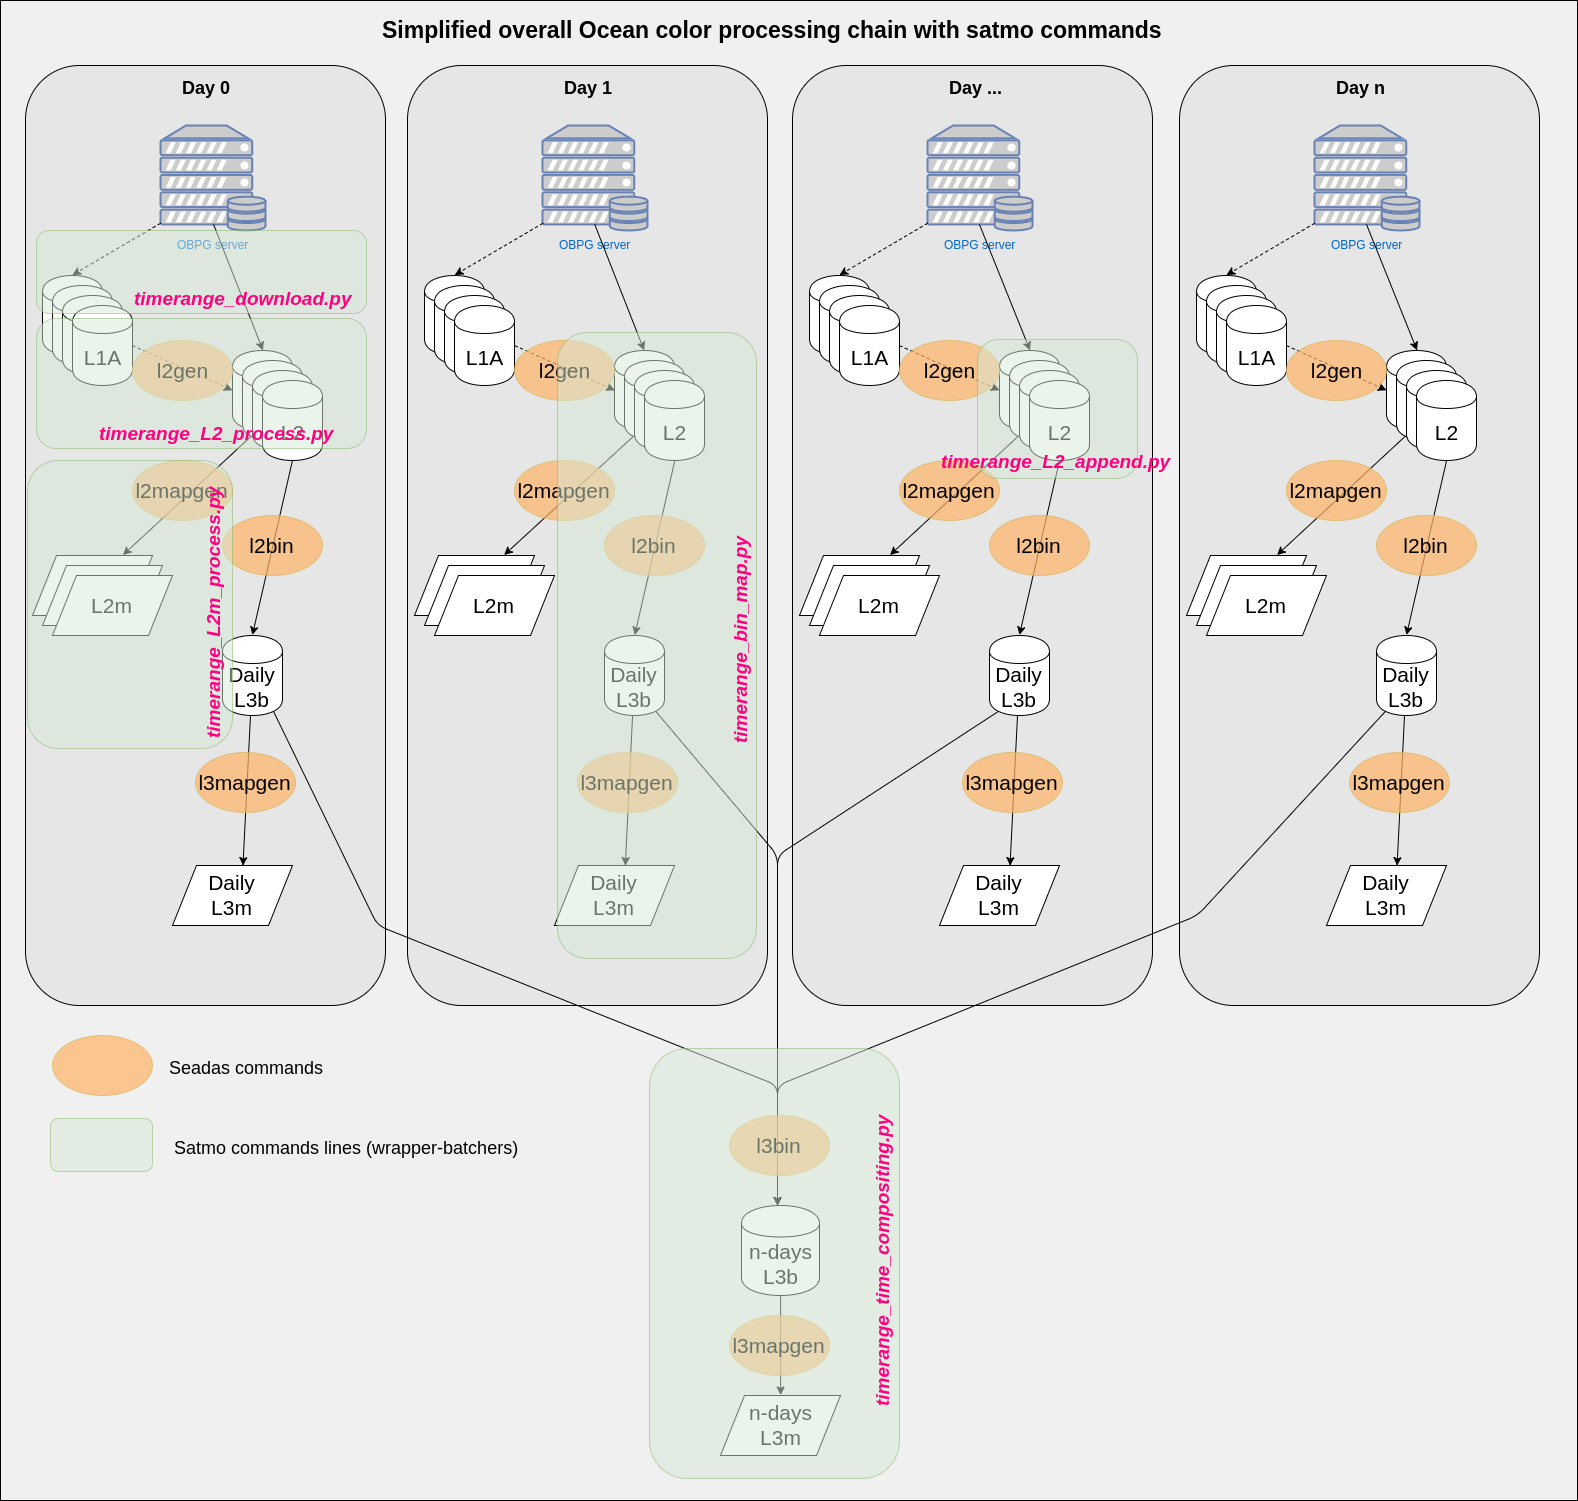 Simplified overall Ocean color processing chain with satmo commands
Day 0
OBPG server
timerange_download.py
L1A
l2gen
L2
timerange_L2_process.py
l2mapgen
timerange_L2m_process.py
l2bin
L2m
Daily
L3b
l3mapgen
Daily
L3m
Day 1
OBPG server
L1A
l2gen
L2
l2mapgen
l2bin
timerange_bin_map.py
L2m
Daily
L3b
l3mapgen
Daily
L3m
Day ...
OBPG server
L1A
l2gen
L2
timerange_L2_append.py
l2mapgen
l2bin
L2m
Daily
L3b
l3mapgen
Daily
L3m
Day n
OBPG server
L1A
l2gen
L2
l2mapgen
l2bin
L2m
Daily
L3b
l3mapgen
Daily
L3m
Seadas commands
Satmo commands lines (wrapper-batchers)
l3bin
timerange_time_compositing.py
n-days
L3b
l3mapgen
n-days
L3m